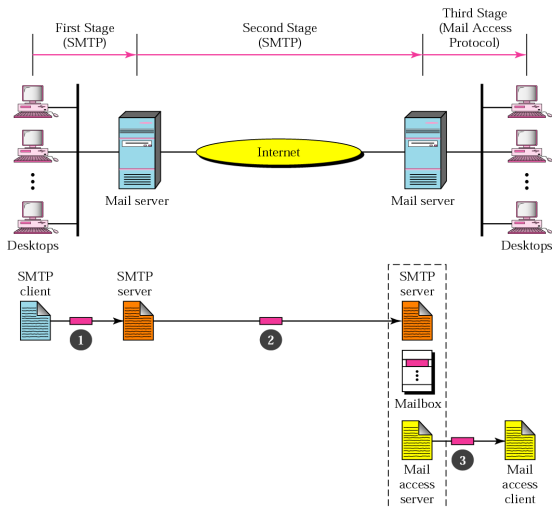 First Stage
(SMTP)
Second Stage
(SMTP)
Third Stage
(Mail Access
Protocol)
Internet
Mail server
Mail server
Desktops
Desktops
SMTP
client
SMTP
server
SMTP
server
1
2
Mailbox
3
Mail
access
server
Mail
access
client